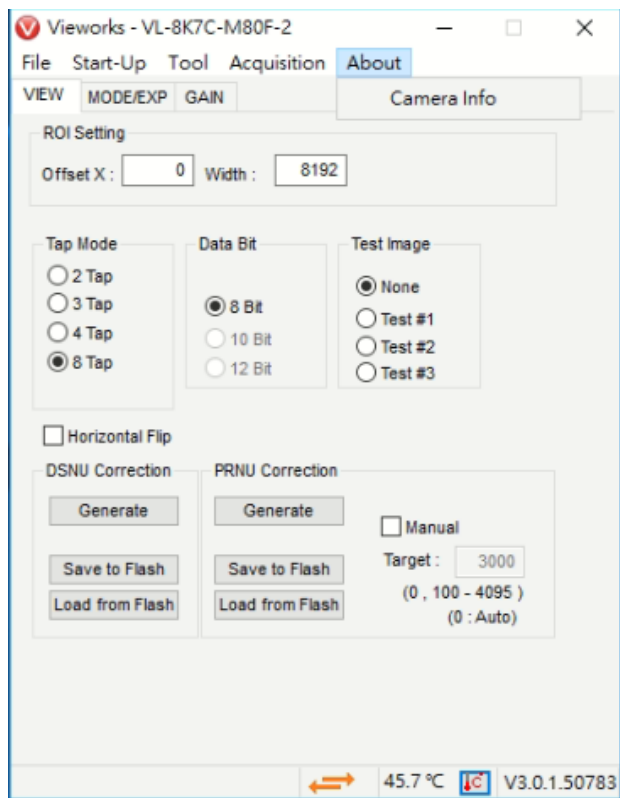 Vieworks - VL-8K7C-M80F-2
File Start-Up Tool Acquisition About
VIEW MODE/EXP GAIN
Camera Info
ROI Setting
Offset X : 0 Width : 8192
Tap Mode Data Bit Test Image
2 Tap
3 Tap
4 Tap
8 Tap
8 Bit
10 Bit
12 Bit
None
Test #1
Test #2
Test #3
Horizontal Flip
DSNU Correction PRNU Correction
Generate
Save to Flash
Load from Flash
Generate
Save to Flash
Load from Flash
Manual
Target : 3000
(0 , 100 - 4095 )
(0 : Auto)
45.7 ℃ C V3.0.1.50783